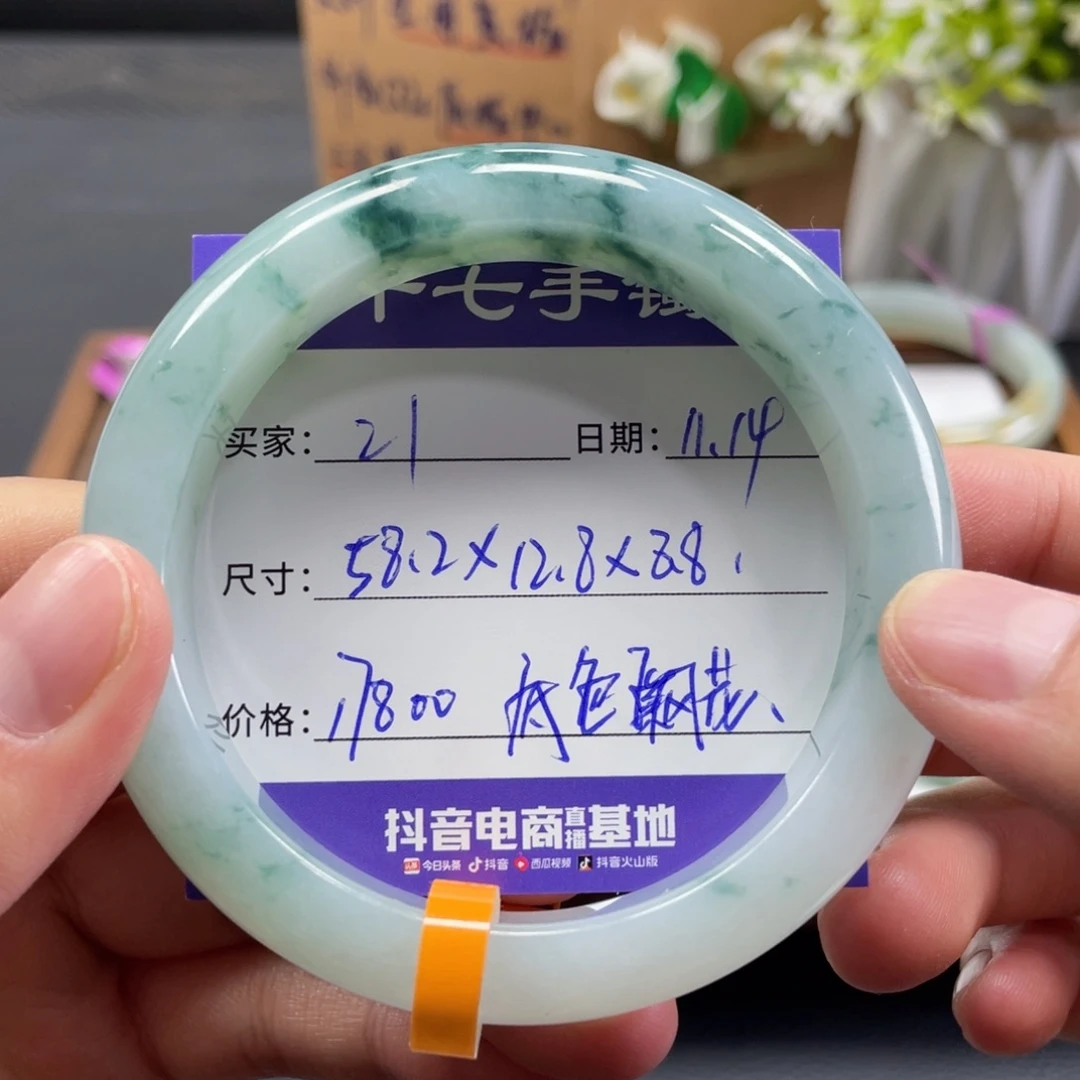 十七手镯
买家： 21 日期： 11.14
尺寸： 58.2×12.8×8.8
价格： 17800 底色飘花、
抖音电商直播基地
今日头条 抖音 西瓜视频 抖音火山版